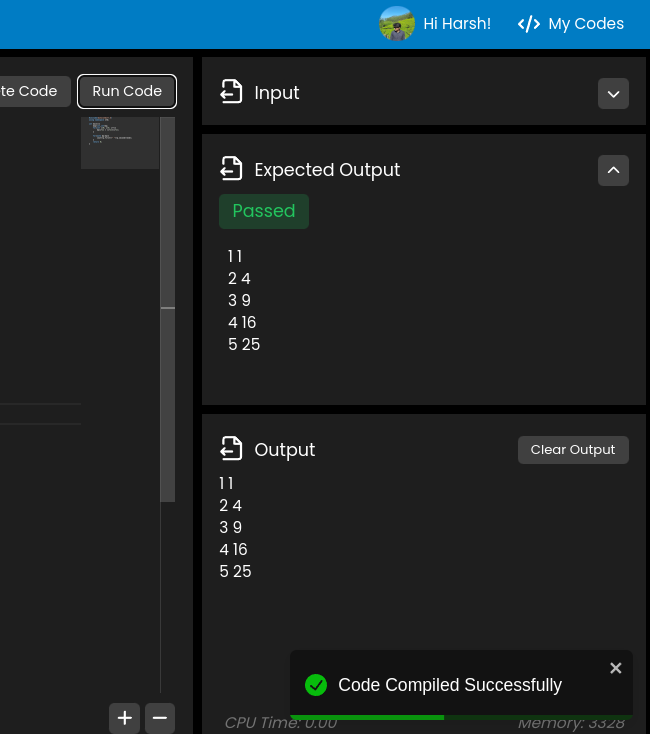 Hi Harsh!
</> My Codes
te Code
Run Code
Input
Expected Output
Passed
1 1
2 4
3 9
4 16
5 25
Output
Clear Output
1 1
2 4
3 9
4 16
5 25
Code Compiled Successfully
CPU Time: 0.00
Memory: 3328